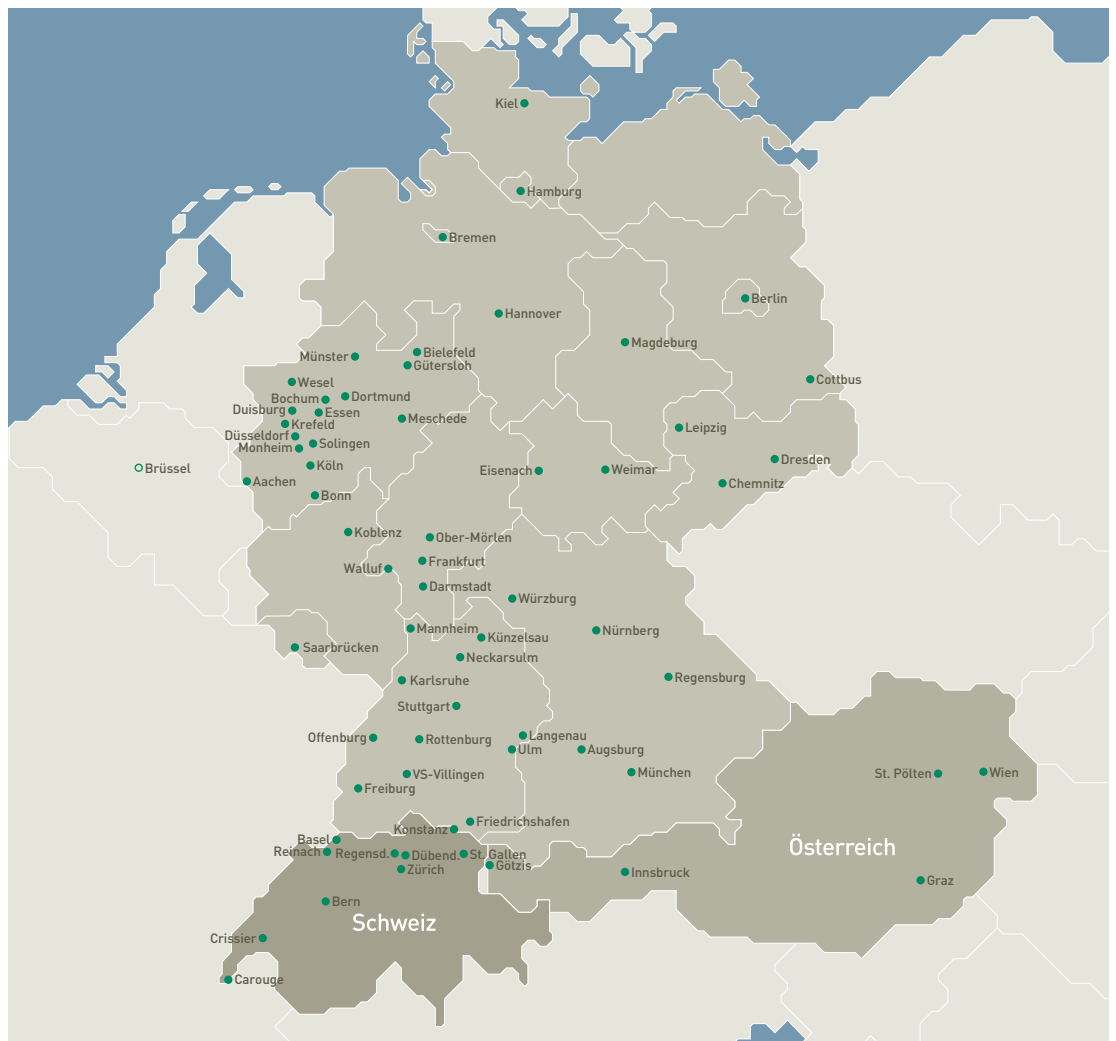 Kiel
Hamburg
Bremen
Berlin
Hannover
Magdeburg
Bielefeld
Münster
Gütersloh
Cottbus
Wesel
Dortmund
Bochum
Duisburg
Essen
Meschede
Krefeld
Leipzig
Düsseldorf
Solingen
Monheim
Dresden
Köln
Brüssel
Eisenach
Weimar
Aachen
Chemnitz
Bonn
Koblenz
Ober-Mörlen
Frankfurt
Walluf
Darmstadt
Würzburg
Mannheim
Nürnberg
Künzelsau
Saarbrücken
Neckarsulm
Regensburg
Karlsruhe
Stuttgart
Langenau
Offenburg
Rottenburg
Ulm
Augsburg
München
St. Pölten
Wien
VS-Villingen
Freiburg
Friedrichshafen
Konstanz
Basel
Österreich
Reinach
Regensd.
Dübend.
St. Gallen
Götzis
Zürich
Innsbruck
Graz
Bern
Schweiz
Crissier
Carouge